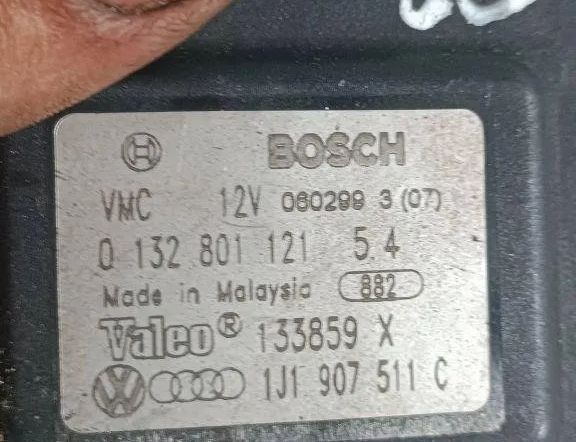 BOSCH
VMC 12V 060299 3 (07)
0 132 801 121 5.4
Made in Malaysia 882
Valeo® 133859 X
1J1 907 511 C